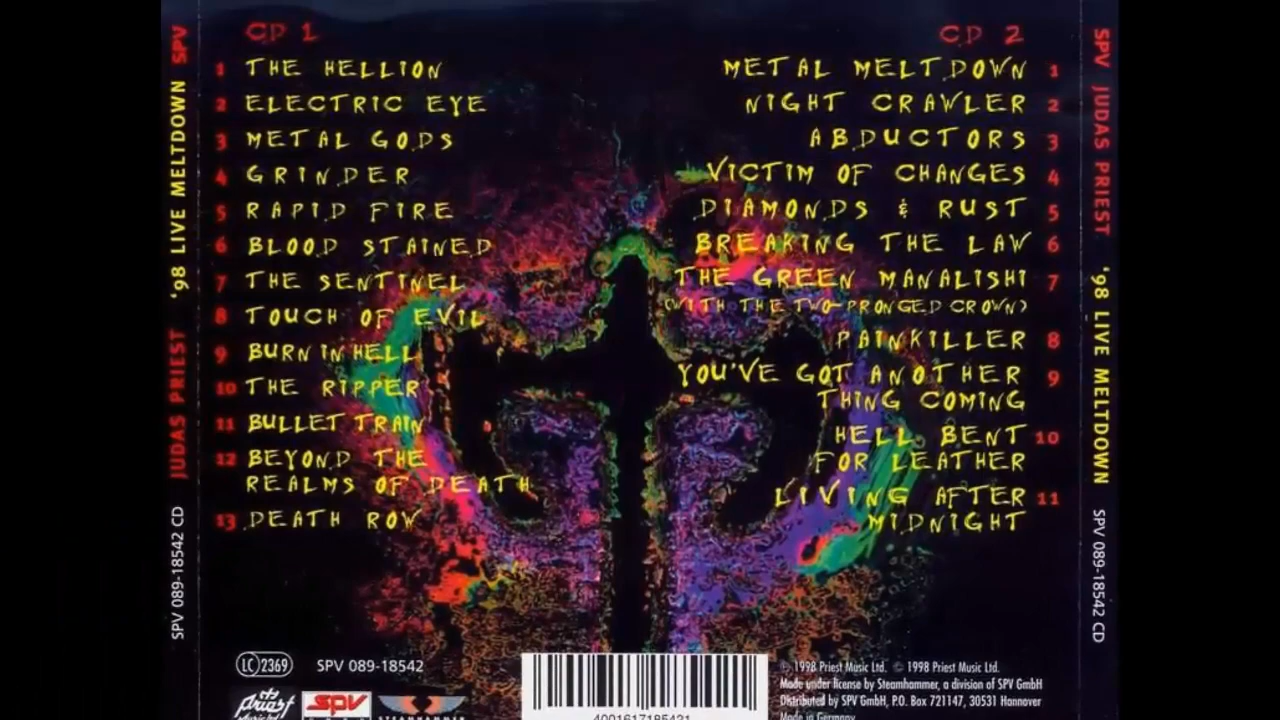 SPV JUDAS PRIEST '98 LIVE MELTDOWN SPV 089-18542 CD
JUDAS PRIEST '98 LIVE MELTDOWN SPV
SPV 089-18542 CD
CD 1
1 THE HELLION
2 ELECTRIC EYE
3 METAL GODS
4 GRINDER
5 RAPID FIRE
6 BLOOD STAINED
7 THE SENTINEL
8 TOUCH OF EVIL
9 BURN IN HELL
10 THE RIPPER
11 BULLET TRAIN
12 BEYOND THE
REALMS OF DEATH
13 DEATH ROW
CD 2
METAL MELTDOWN 1
NIGHT CRAWLER 2
ABDUCTORS 3
VICTIM OF CHANGES 4
DIAMONDS & RUST 5
BREAKING THE LAW 6
THE GREEN MANALISHI 7
(WITH THE TWO-PRONGED CROWN)
PAINKILLER 8
YOU'VE GOT ANOTHER 9
THING COMING
HELL BENT 10
FOR LEATHER
LIVING AFTER 11
MIDNIGHT
LC 2369 SPV 089-18542
its
Priest
Music Ltd
SPV
STEAMHAMMER
4001617185421
℗ 1998 Priest Music Ltd. © 1998 Priest Music Ltd.
Made under license by Steamhammer, a division of SPV GmbH
Distributed by SPV GmbH, P.O. Box 721147, 30531 Hannover
Made in Germany